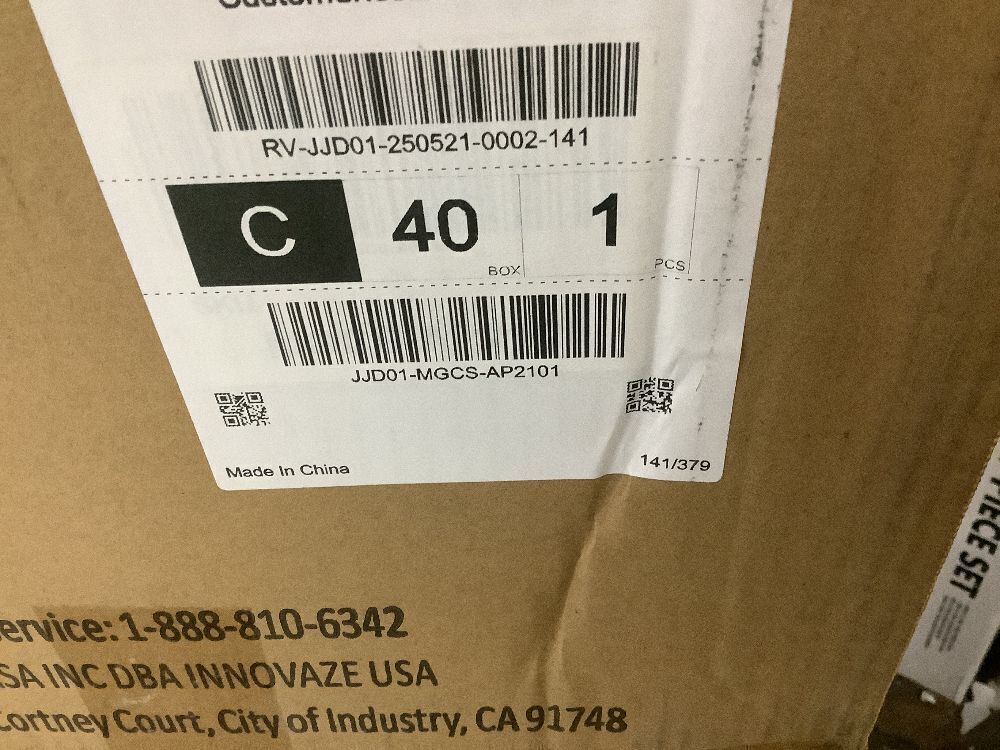 RV-JJD01-250521-0002-141
C 40 BOX 1 PCS
JJD01-MGCS-AP2101
Made In China
141/379
ervice: 1-888-810-6342
SA INC DBA INNOVAZE USA
Cortney Court, City of Industry, CA 91748
PIECE SET